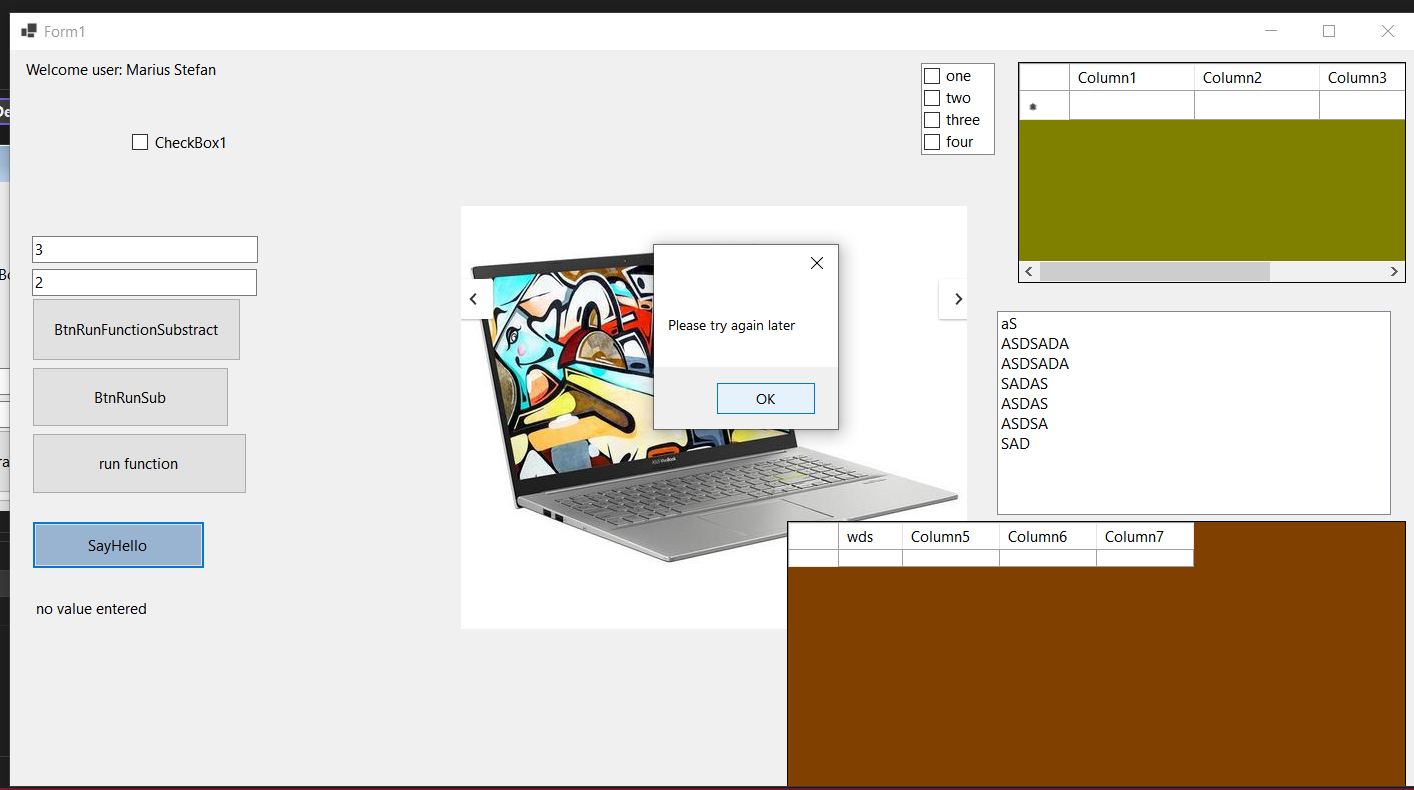 Form1
Welcome user: Marius Stefan
CheckBox1
one
two
three
four
Column1 Column2 Column3
3
2
BtnRunFunctionSubstract
BtnRunSub
run function
SayHello
no value entered
Please try again later
OK
aS
ASDSADA
ASDSADA
SADAS
ASDAS
ASDSA
SAD
wds Column5 Column6 Column7